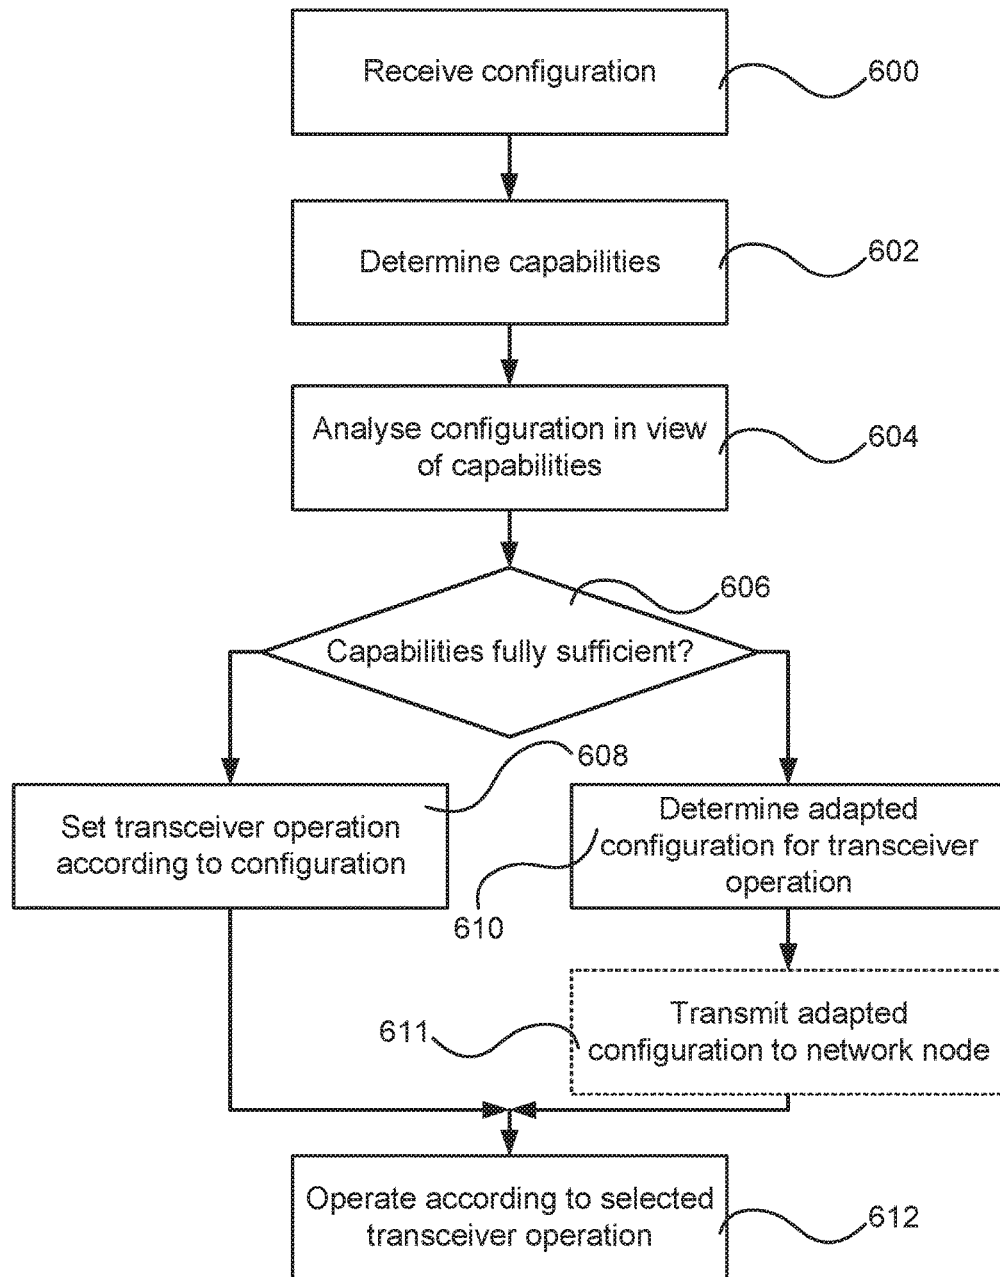 Receive configuration
600
Determine capabilities
602
Analyse configuration in view
of capabilities
604
606
Capabilities fully sufficient?
608
Set transceiver operation
according to configuration
Determine adapted
configuration for transceiver
operation
610
Transmit adapted
configuration to network node
611
Operate according to selected
transceiver operation
612